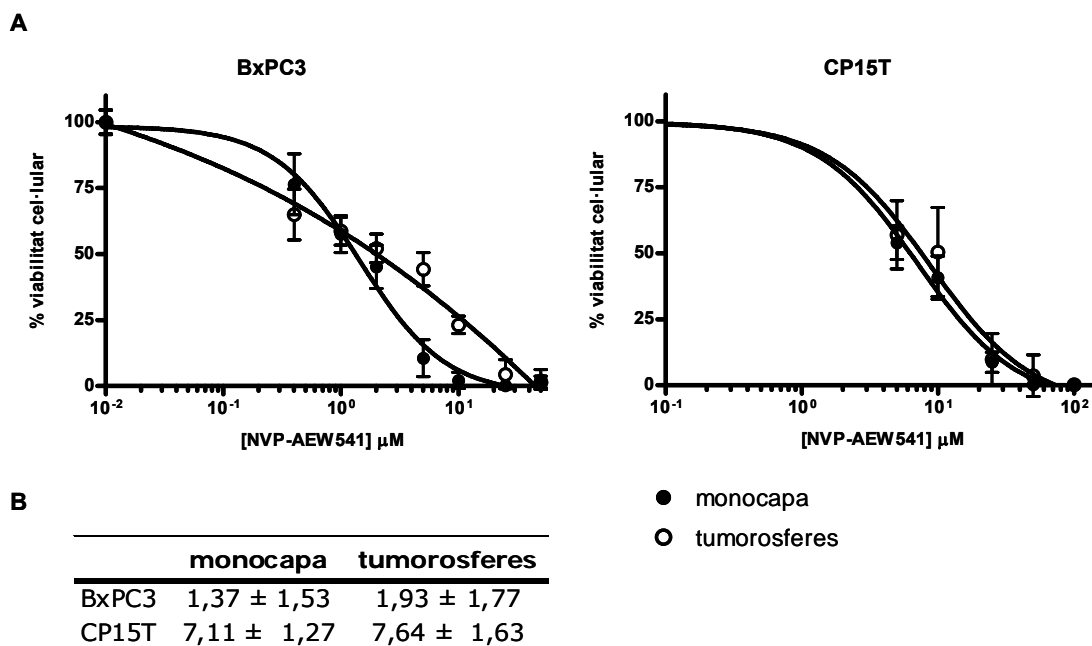 A
BxPC3
100
75
50
25
0
% viabilitat cel·lular
10⁻² 10⁻¹ 10⁰ 10¹
[NVP-AEW541] µM
CP15T
100
75
50
25
0
% viabilitat cel·lular
10⁻¹ 10⁰ 10¹ 10²
[NVP-AEW541] µM
monocapa
tumorosferes
B
monocapa tumorosferes
BxPC3 1,37 ± 1,53 1,93 ± 1,77
CP15T 7,11 ± 1,27 7,64 ± 1,63